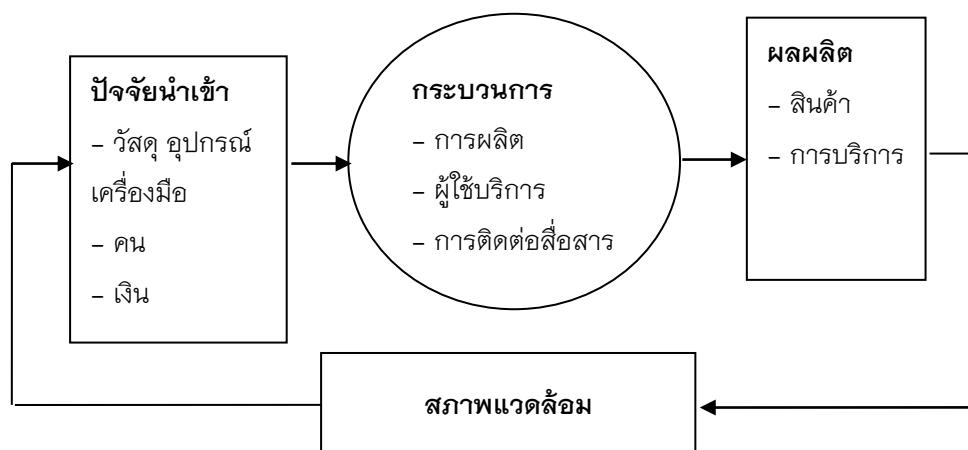 ปัจจัยนำเข้า
– วัสดุ อุปกรณ์
เครื่องมือ
– คน
– เงิน
กระบวนการ
– การผลิต
– ผู้ใช้บริการ
– การติดต่อสื่อสาร
ผลผลิต
– สินค้า
– การบริการ
สภาพแวดล้อม